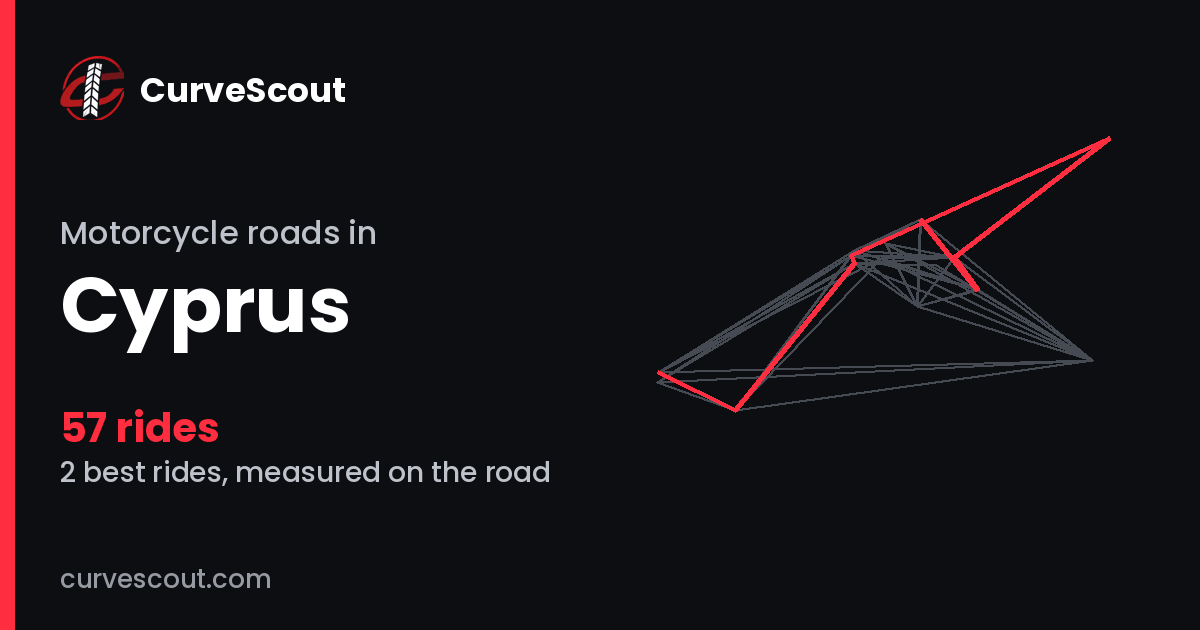 CurveScout
Motorcycle roads in
Cyprus
57 rides
2 best rides, measured on the road
curvescout.com